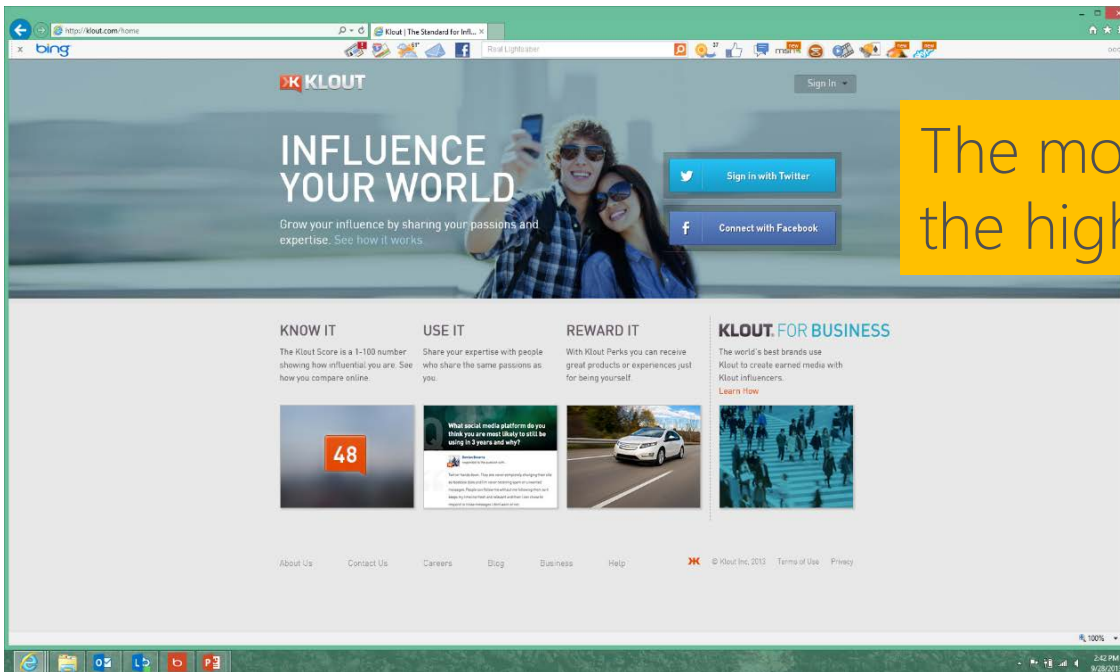 http://klout.com/home
Klout | The Standard for Infl...
bing
Real Lightsaber
msn
new
new
new
KLOUT
Sign In
INFLUENCE
YOUR WORLD
Grow your influence by sharing your passions and
expertise. See how it works.
Sign in with Twitter
Connect with Facebook
The mo
the high
KNOW IT
The Klout Score is a 1-100 number
showing how influential you are. See
how you compare online.
USE IT
Share your expertise with people
who share the same passions as
you.
REWARD IT
With Klout Perks you can receive
great products or experiences just
for being yourself.
KLOUT FOR BUSINESS
The world's best brands use
Klout to create earned media with
Klout influencers.
Learn How
48
What social media platform do you
think you are most likely to still be
using in 3 years and why?
About Us
Contact Us
Careers
Blog
Business
Help
© Klout Inc, 2013
Terms of Use
Privacy
100%
2:42 PM